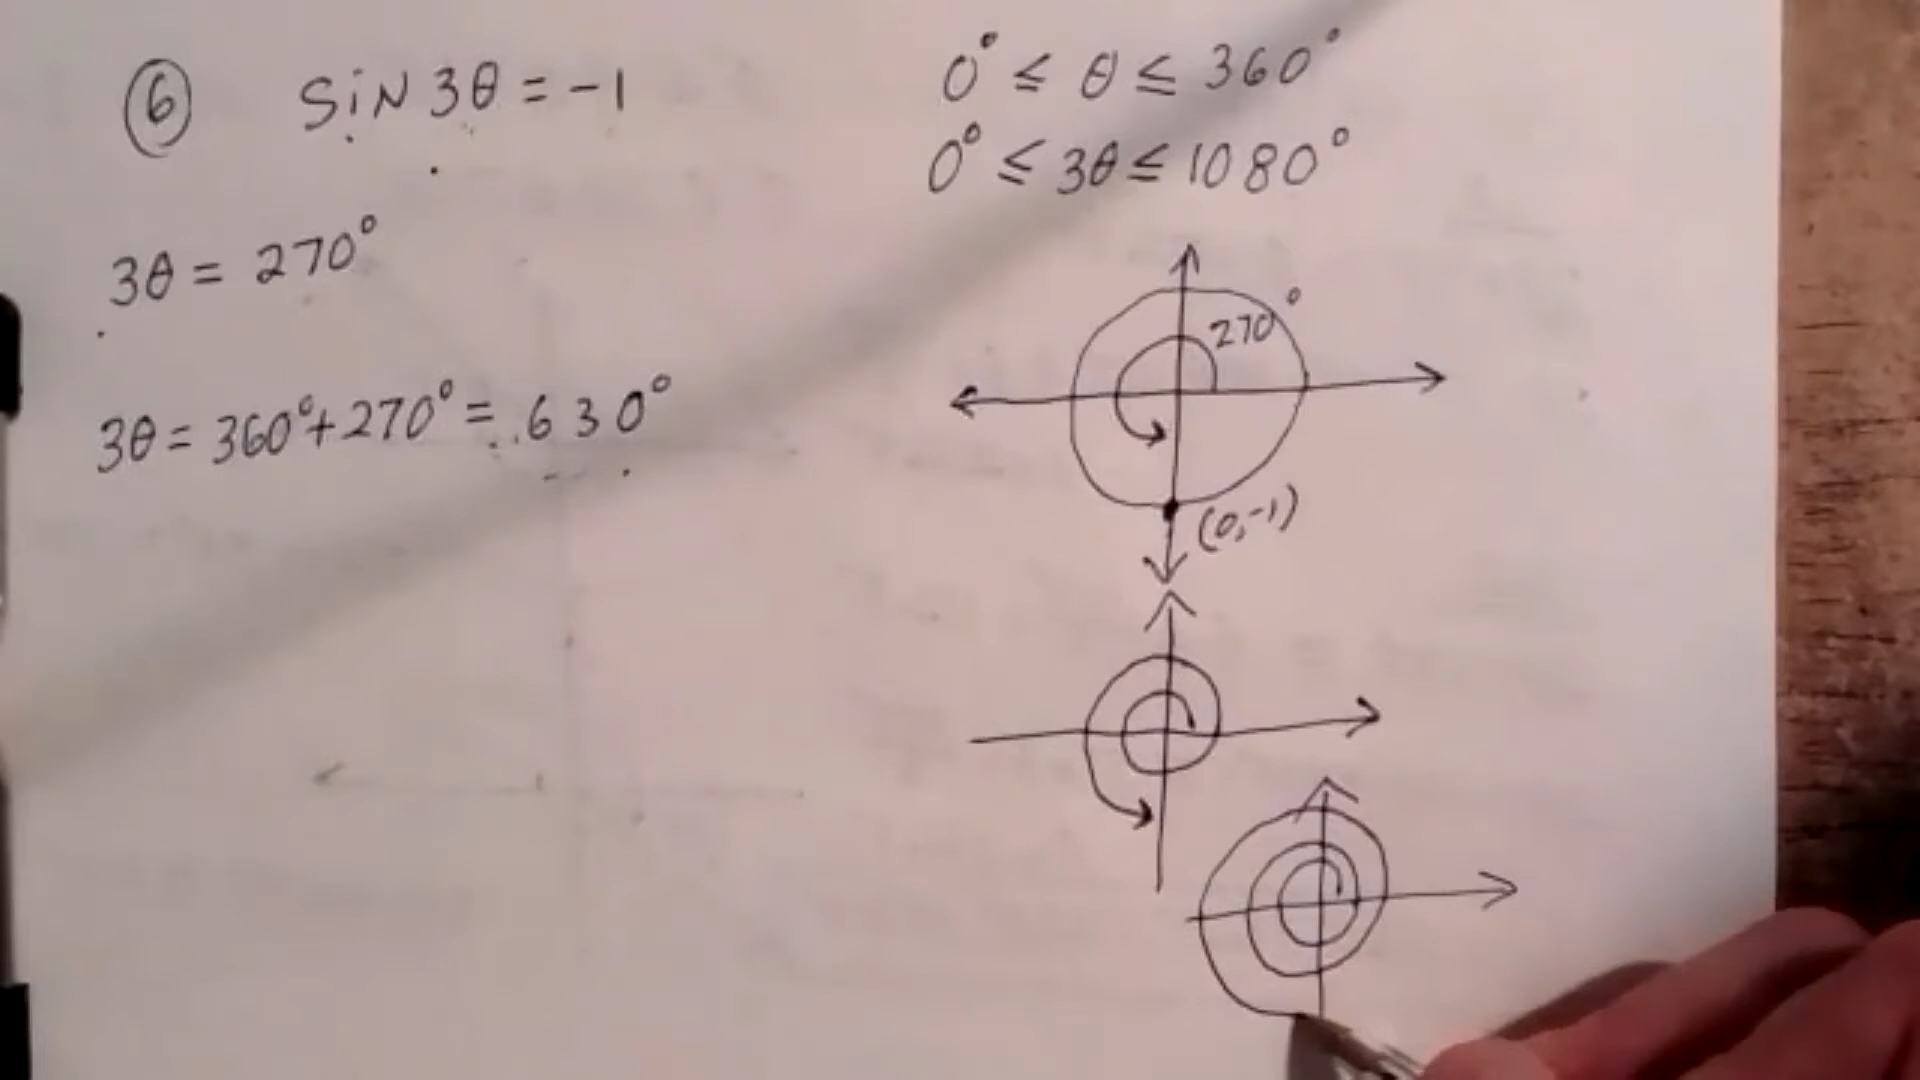 ⑥ SiN 3θ = -1
0° ≤ θ ≤ 360°
0° ≤ 3θ ≤ 1080°
3θ = 270°
270°
3θ = 360° + 270° = 630°
(0,-1)